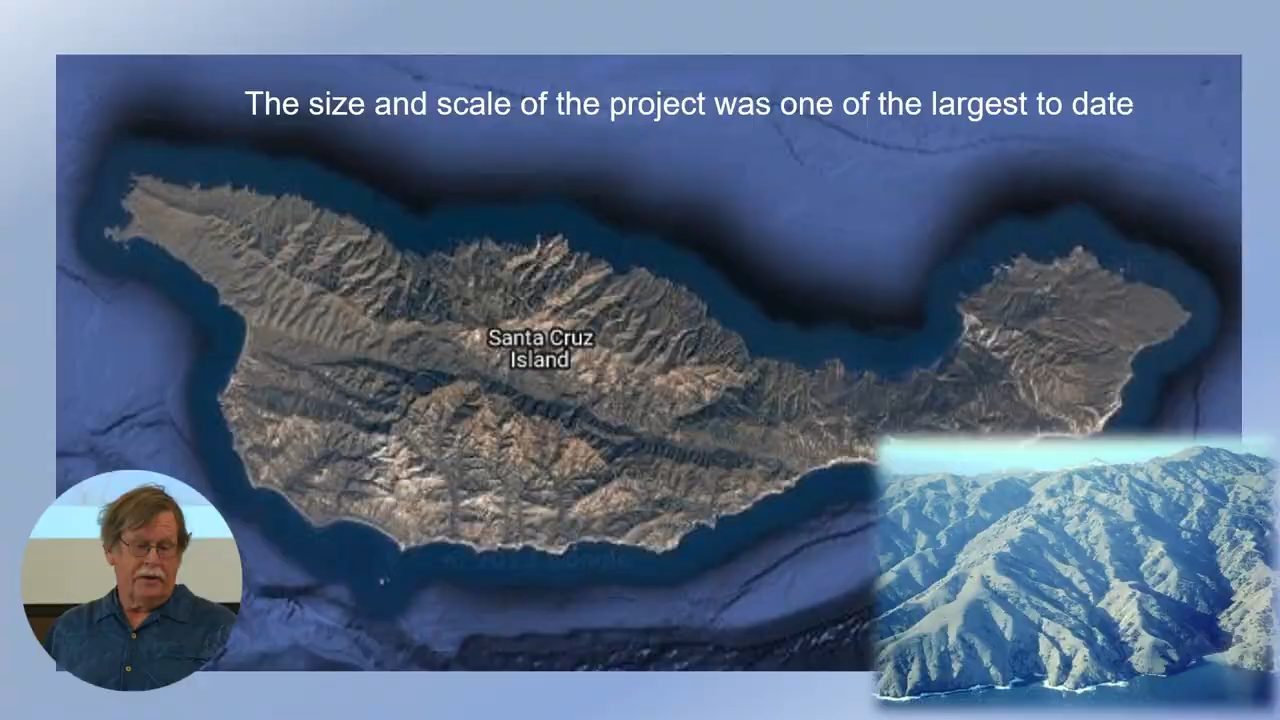 The size and scale of the project was one of the largest to date
Santa Cruz
Island